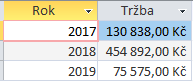 Rok Tržba
2017 130 838,00 Kč
2018 454 892,00 Kč
2019 75 575,00 Kč